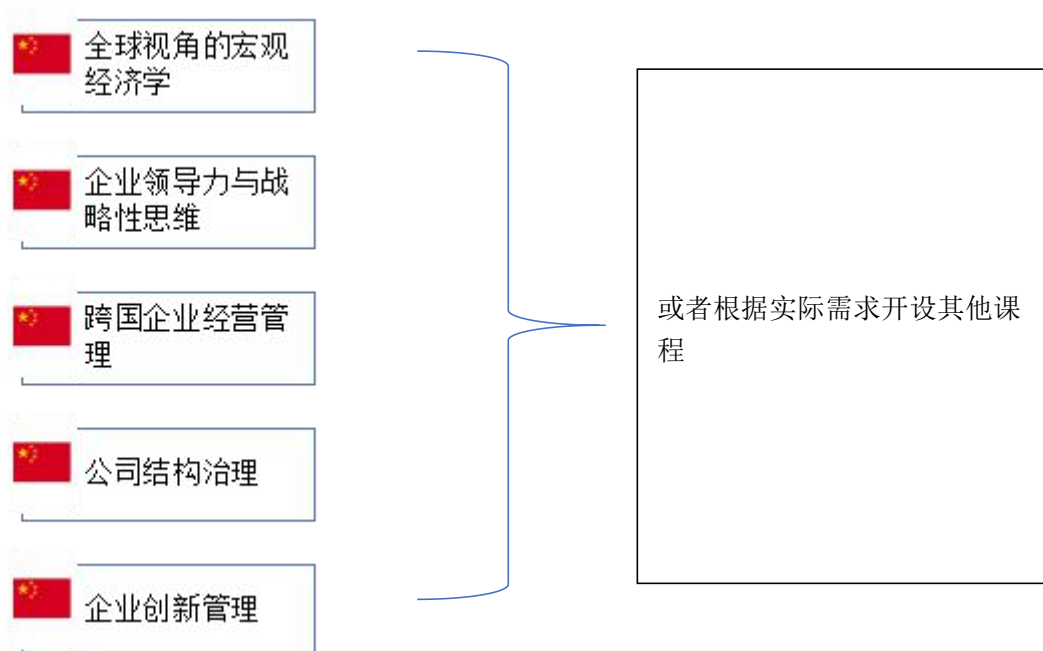 全球视角的宏观
经济学
企业领导力与战
略性思维
跨国企业经营管
理
公司结构治理
企业创新管理
或者根据实际需求开设其他课
程